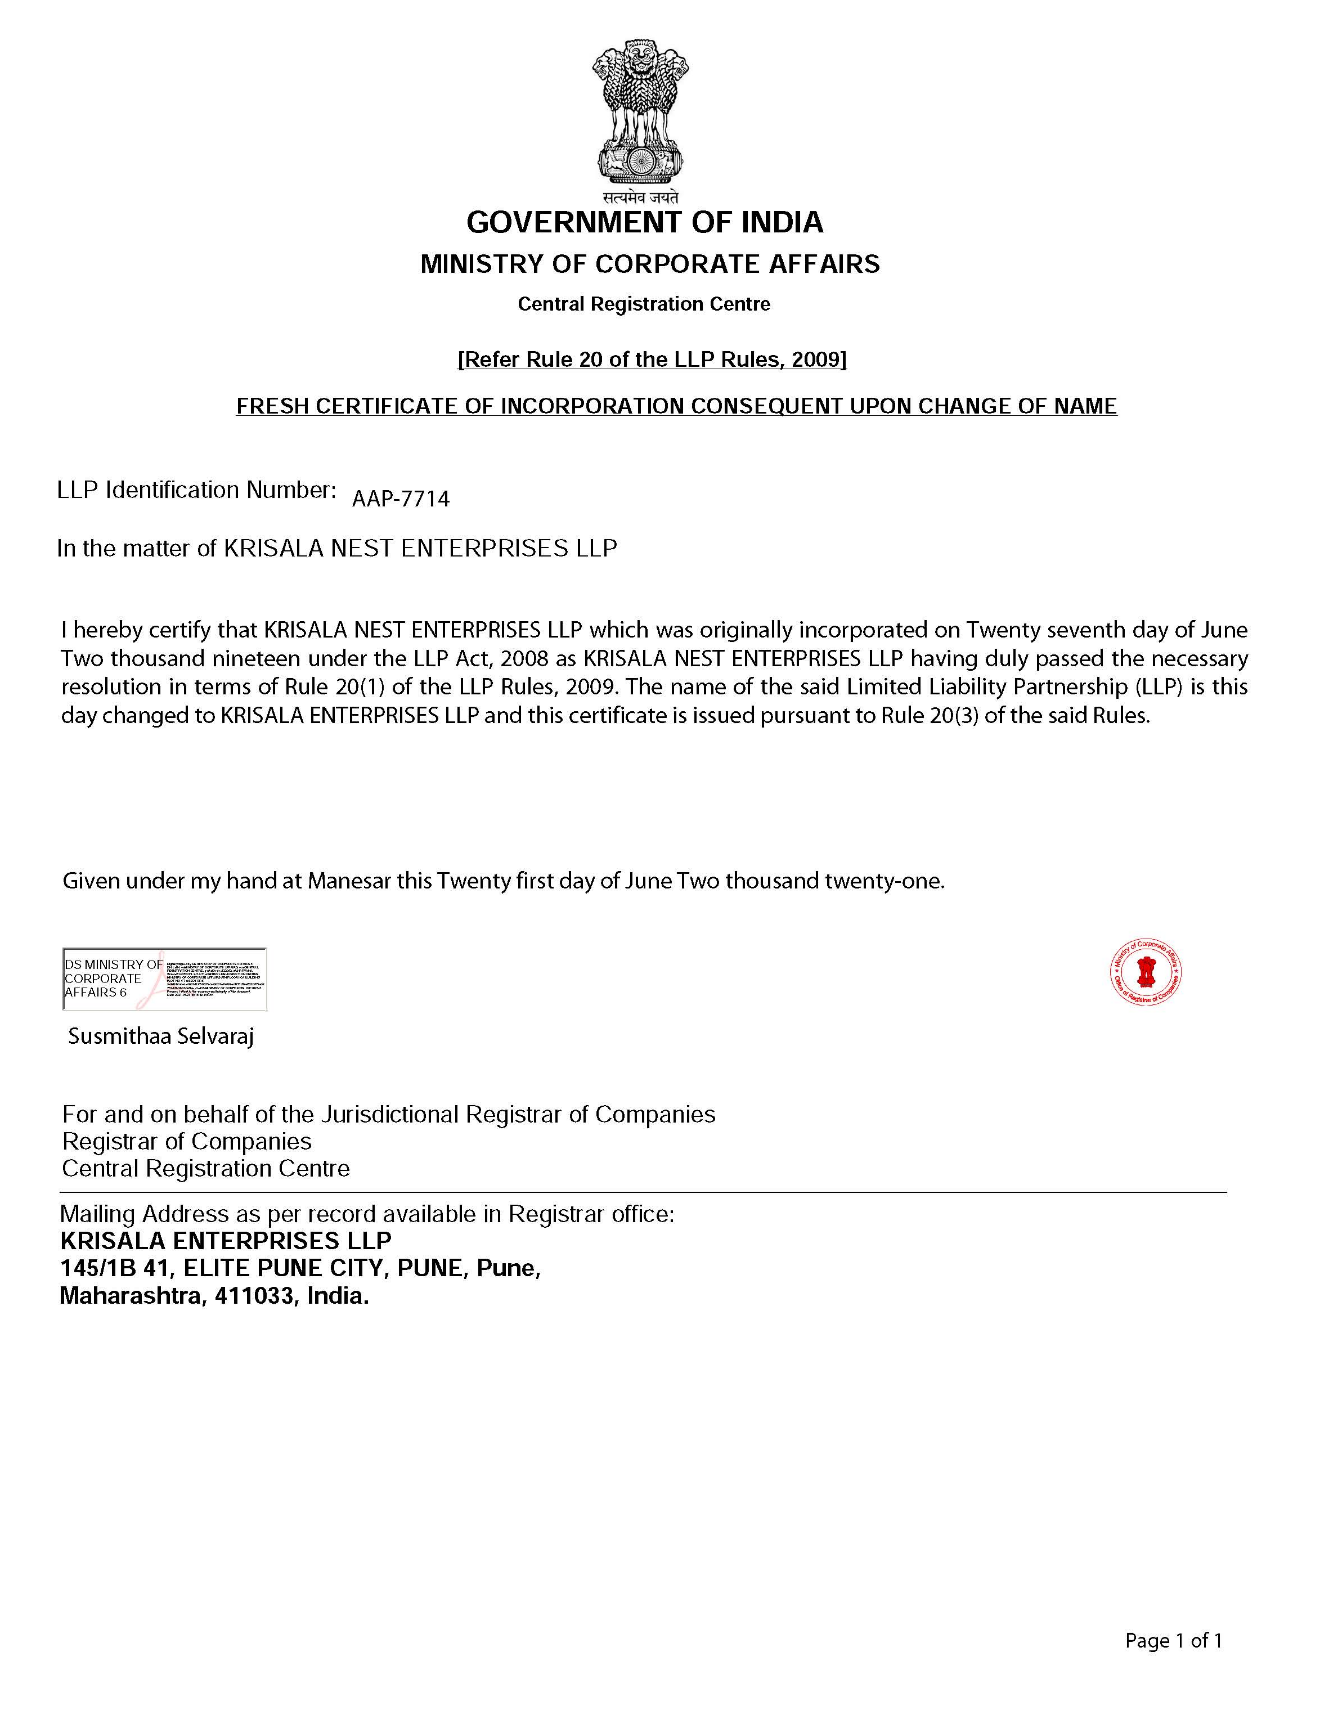 सत्यमेव जयते
GOVERNMENT OF INDIA
MINISTRY OF CORPORATE AFFAIRS
Central Registration Centre
[Refer Rule 20 of the LLP Rules, 2009]
FRESH CERTIFICATE OF INCORPORATION CONSEQUENT UPON CHANGE OF NAME
LLP Identification Number: AAP-7714
In the matter of KRISALA NEST ENTERPRISES LLP
I hereby certify that KRISALA NEST ENTERPRISES LLP which was originally incorporated on Twenty seventh day of June
Two thousand nineteen under the LLP Act, 2008 as KRISALA NEST ENTERPRISES LLP having duly passed the necessary
resolution in terms of Rule 20(1) of the LLP Rules, 2009. The name of the said Limited Liability Partnership (LLP) is this
day changed to KRISALA ENTERPRISES LLP and this certificate is issued pursuant to Rule 20(3) of the said Rules.
Given under my hand at Manesar this Twenty first day of June Two thousand twenty-one.
DS MINISTRY OF
CORPORATE
AFFAIRS 6
Ministry of Corporate Affairs
Office of Registrar of Companies
Susmithaa Selvaraj
For and on behalf of the Jurisdictional Registrar of Companies
Registrar of Companies
Central Registration Centre
Mailing Address as per record available in Registrar office:
KRISALA ENTERPRISES LLP
145/1B 41, ELITE PUNE CITY, PUNE, Pune,
Maharashtra, 411033, India.
Page 1 of 1